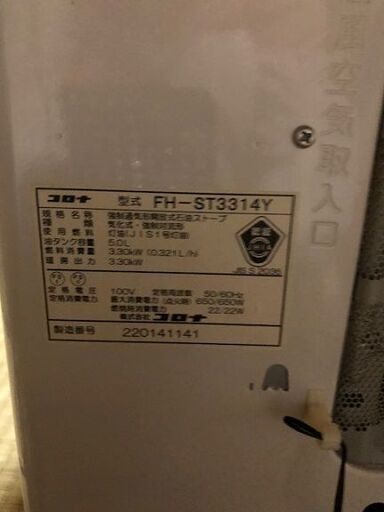 コロナ 型式 FH-ST3314Y
規格名称 強制通気形開放式石油ストーブ
種類 気化式・強制対流形
使用燃料 灯油(JIS1号灯油)
油タンク容量 5.0L
燃料消費量 3.30kW (0.321L/h)
暖房出力 3.30kW
JIS S 2036
定格電圧 100V 定格周波数 50/60Hz
定格消費電力 最大消費電力(点火時) 650/650W
燃焼時消費電力 22/22W
株式会社コロナ
製造番号 220141141
空気取入口